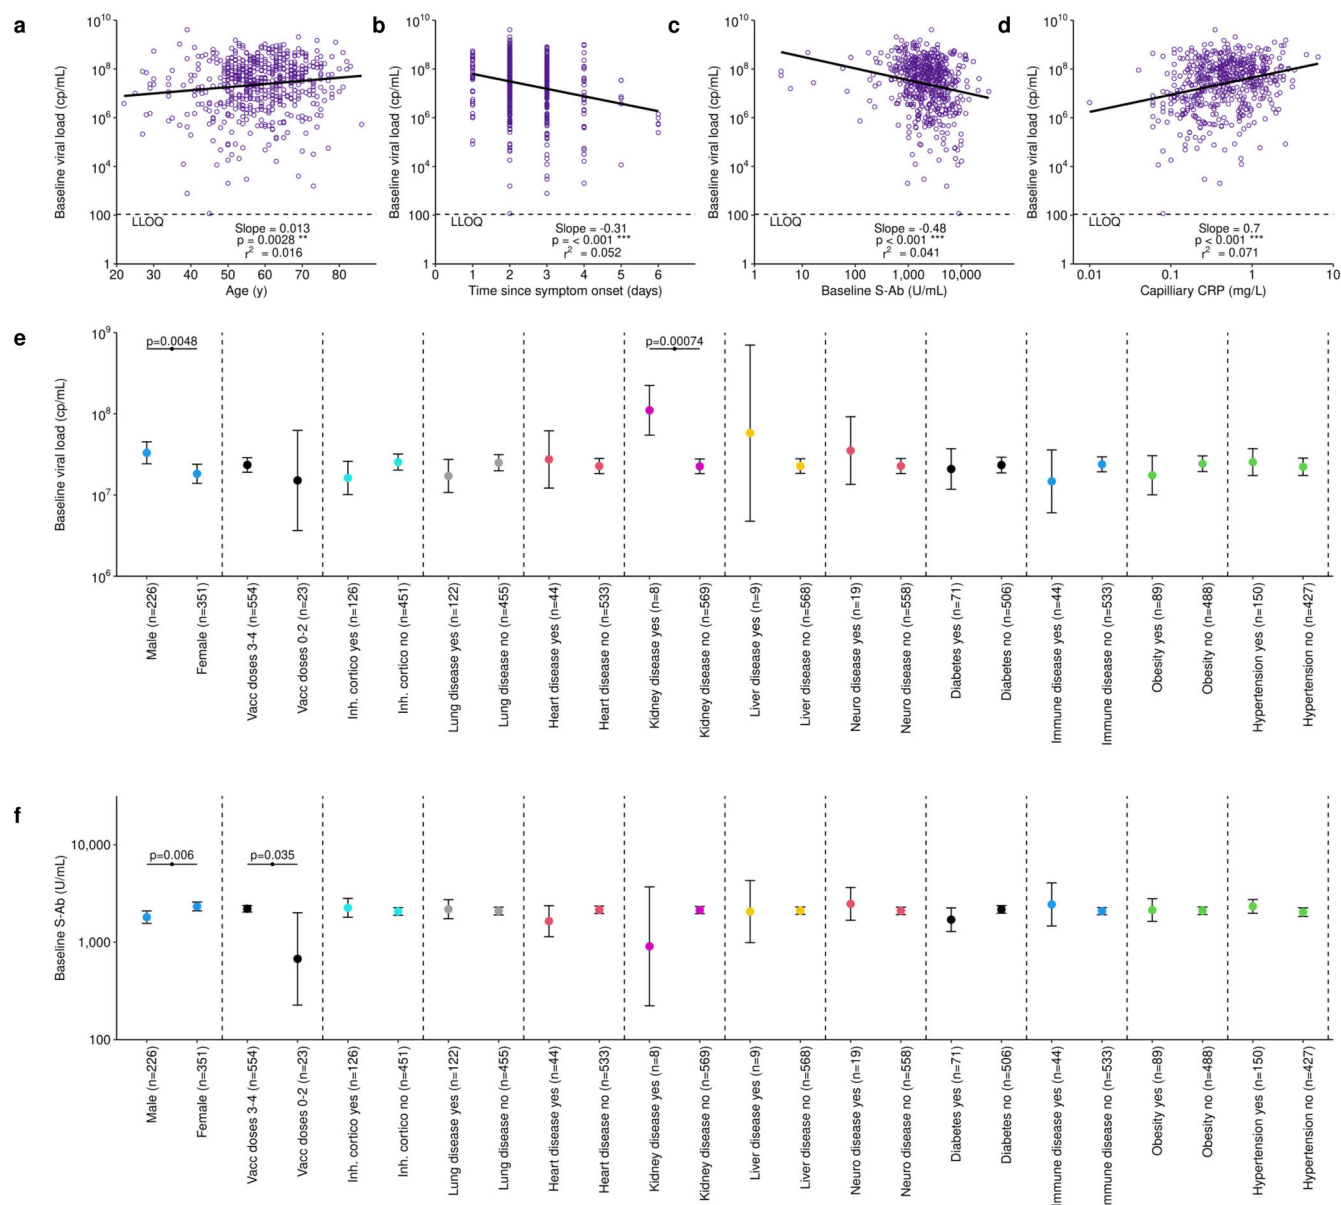 a
b
c
d
Baseline viral load (cp/mL)
10^10
10^8
10^6
10^4
100
1
LLOQ
Slope = 0.013
p = 0.0028 **
r^2 = 0.016
20 30 40 50 60 70 80
Age (y)
Baseline viral load (cp/mL)
10^10
10^8
10^6
10^4
100
1
LLOQ
Slope = -0.31
p = < 0.001 ***
r^2 = 0.052
0 1 2 3 4 5 6
Time since symptom onset (days)
Baseline viral load (cp/mL)
10^10
10^8
10^6
10^4
100
1
LLOQ
Slope = -0.48
p < 0.001 ***
r^2 = 0.041
1 10 100 1,000 10,000
Baseline S-Ab (U/mL)
Baseline viral load (cp/mL)
10^10
10^8
10^6
10^4
100
1
LLOQ
Slope = 0.7
p < 0.001 ***
r^2 = 0.071
0.01 0.1 1 10
Capilliary CRP (mg/L)
e
Baseline viral load (cp/mL)
10^9
10^8
10^7
10^6
p=0.0048
p=0.00074
Male (n=226)
Female (n=351)
Vacc doses 3-4 (n=554)
Vacc doses 0-2 (n=23)
Inh. cortico yes (n=126)
Inh. cortico no (n=451)
Lung disease yes (n=122)
Lung disease no (n=455)
Heart disease yes (n=44)
Heart disease no (n=533)
Kidney disease yes (n=8)
Kidney disease no (n=569)
Liver disease yes (n=9)
Liver disease no (n=568)
Neuro disease yes (n=19)
Neuro disease no (n=558)
Diabetes yes (n=71)
Diabetes no (n=506)
Immune disease yes (n=44)
Immune disease no (n=533)
Obesity yes (n=89)
Obesity no (n=488)
Hypertension yes (n=150)
Hypertension no (n=427)
f
Baseline S-Ab (U/mL)
10,000
1,000
100
p=0.006
p=0.035
Male (n=226)
Female (n=351)
Vacc doses 3-4 (n=554)
Vacc doses 0-2 (n=23)
Inh. cortico yes (n=126)
Inh. cortico no (n=451)
Lung disease yes (n=122)
Lung disease no (n=455)
Heart disease yes (n=44)
Heart disease no (n=533)
Kidney disease yes (n=8)
Kidney disease no (n=569)
Liver disease yes (n=9)
Liver disease no (n=568)
Neuro disease yes (n=19)
Neuro disease no (n=558)
Diabetes yes (n=71)
Diabetes no (n=506)
Immune disease yes (n=44)
mmune disease no (n=533)
Obesity yes (n=89)
Obesity no (n=488)
Hypertension yes (n=150)
Hypertension no (n=427)